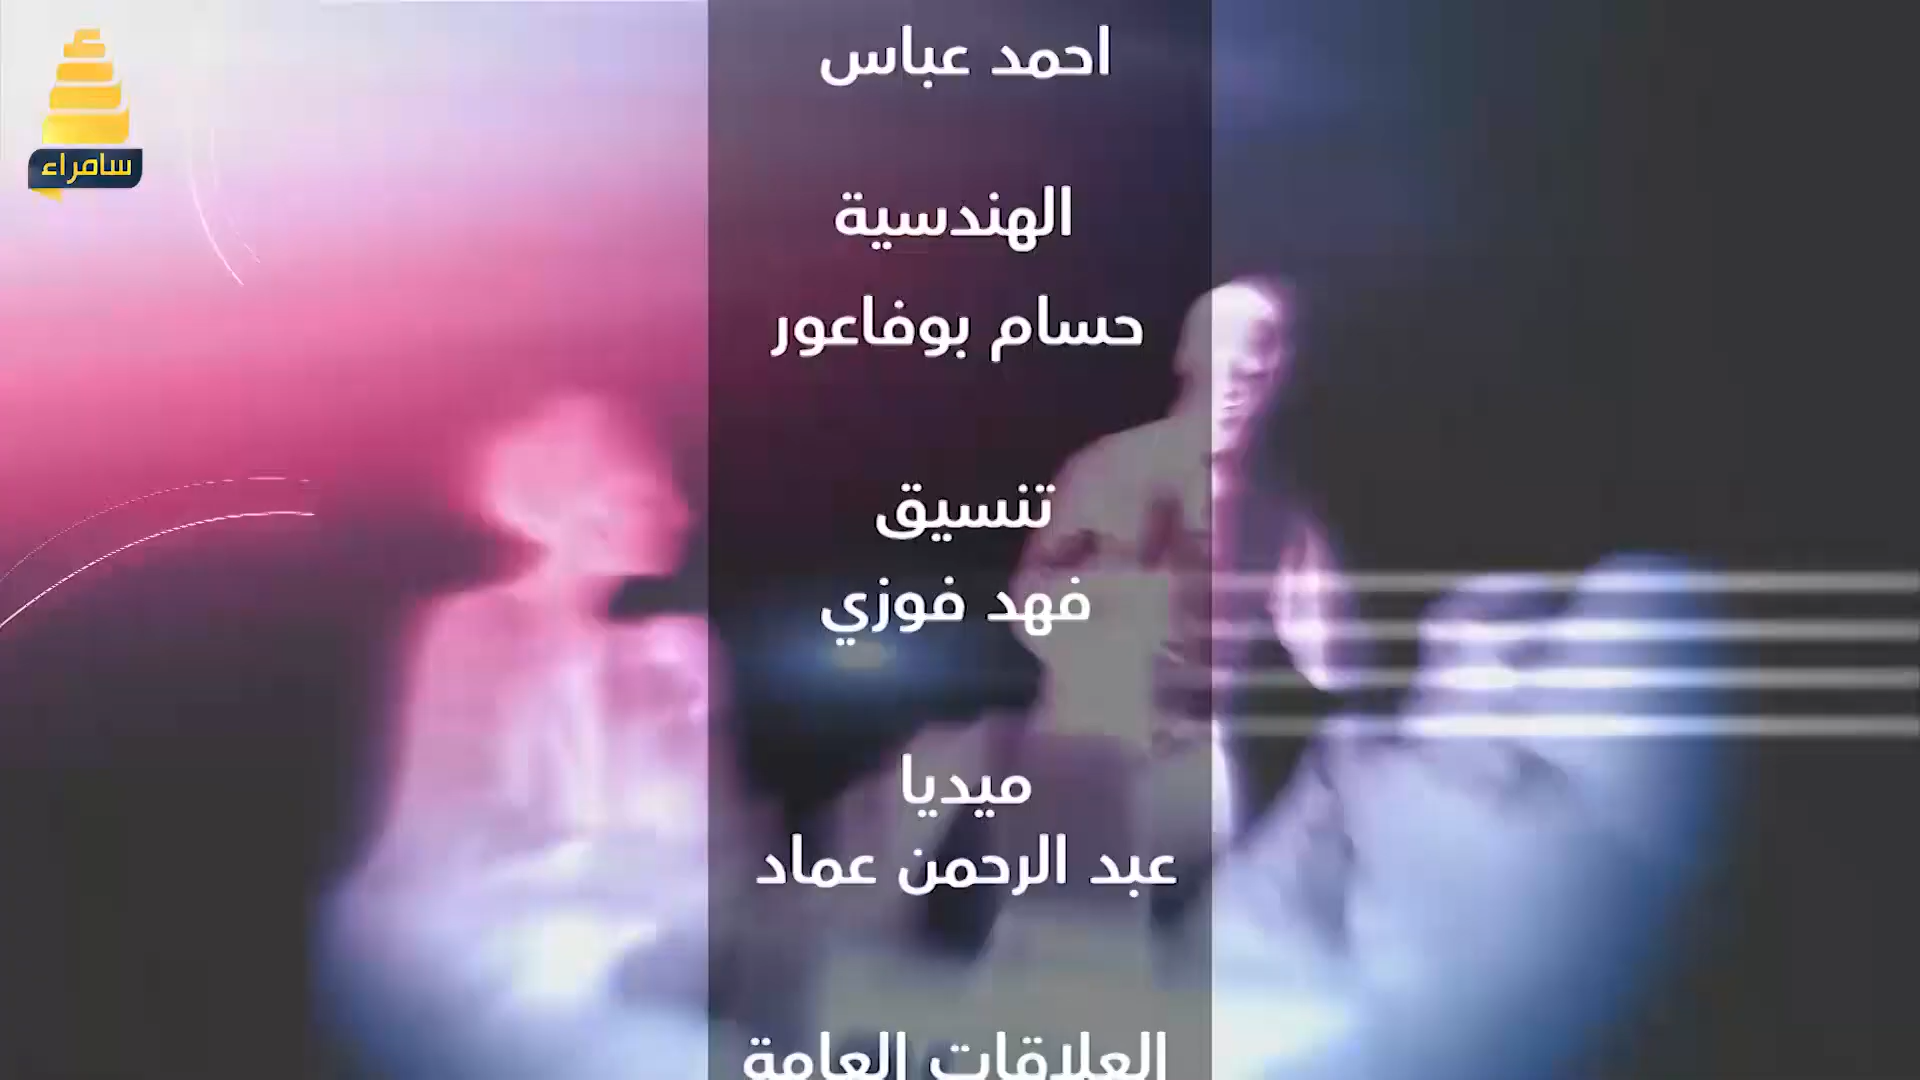 احمد عباس
سامراء
الهندسية
حسام بوفاعور
تنسيق
فهد فوزي
ميديا
عبد الرحمن عماد
العلاقات العامة